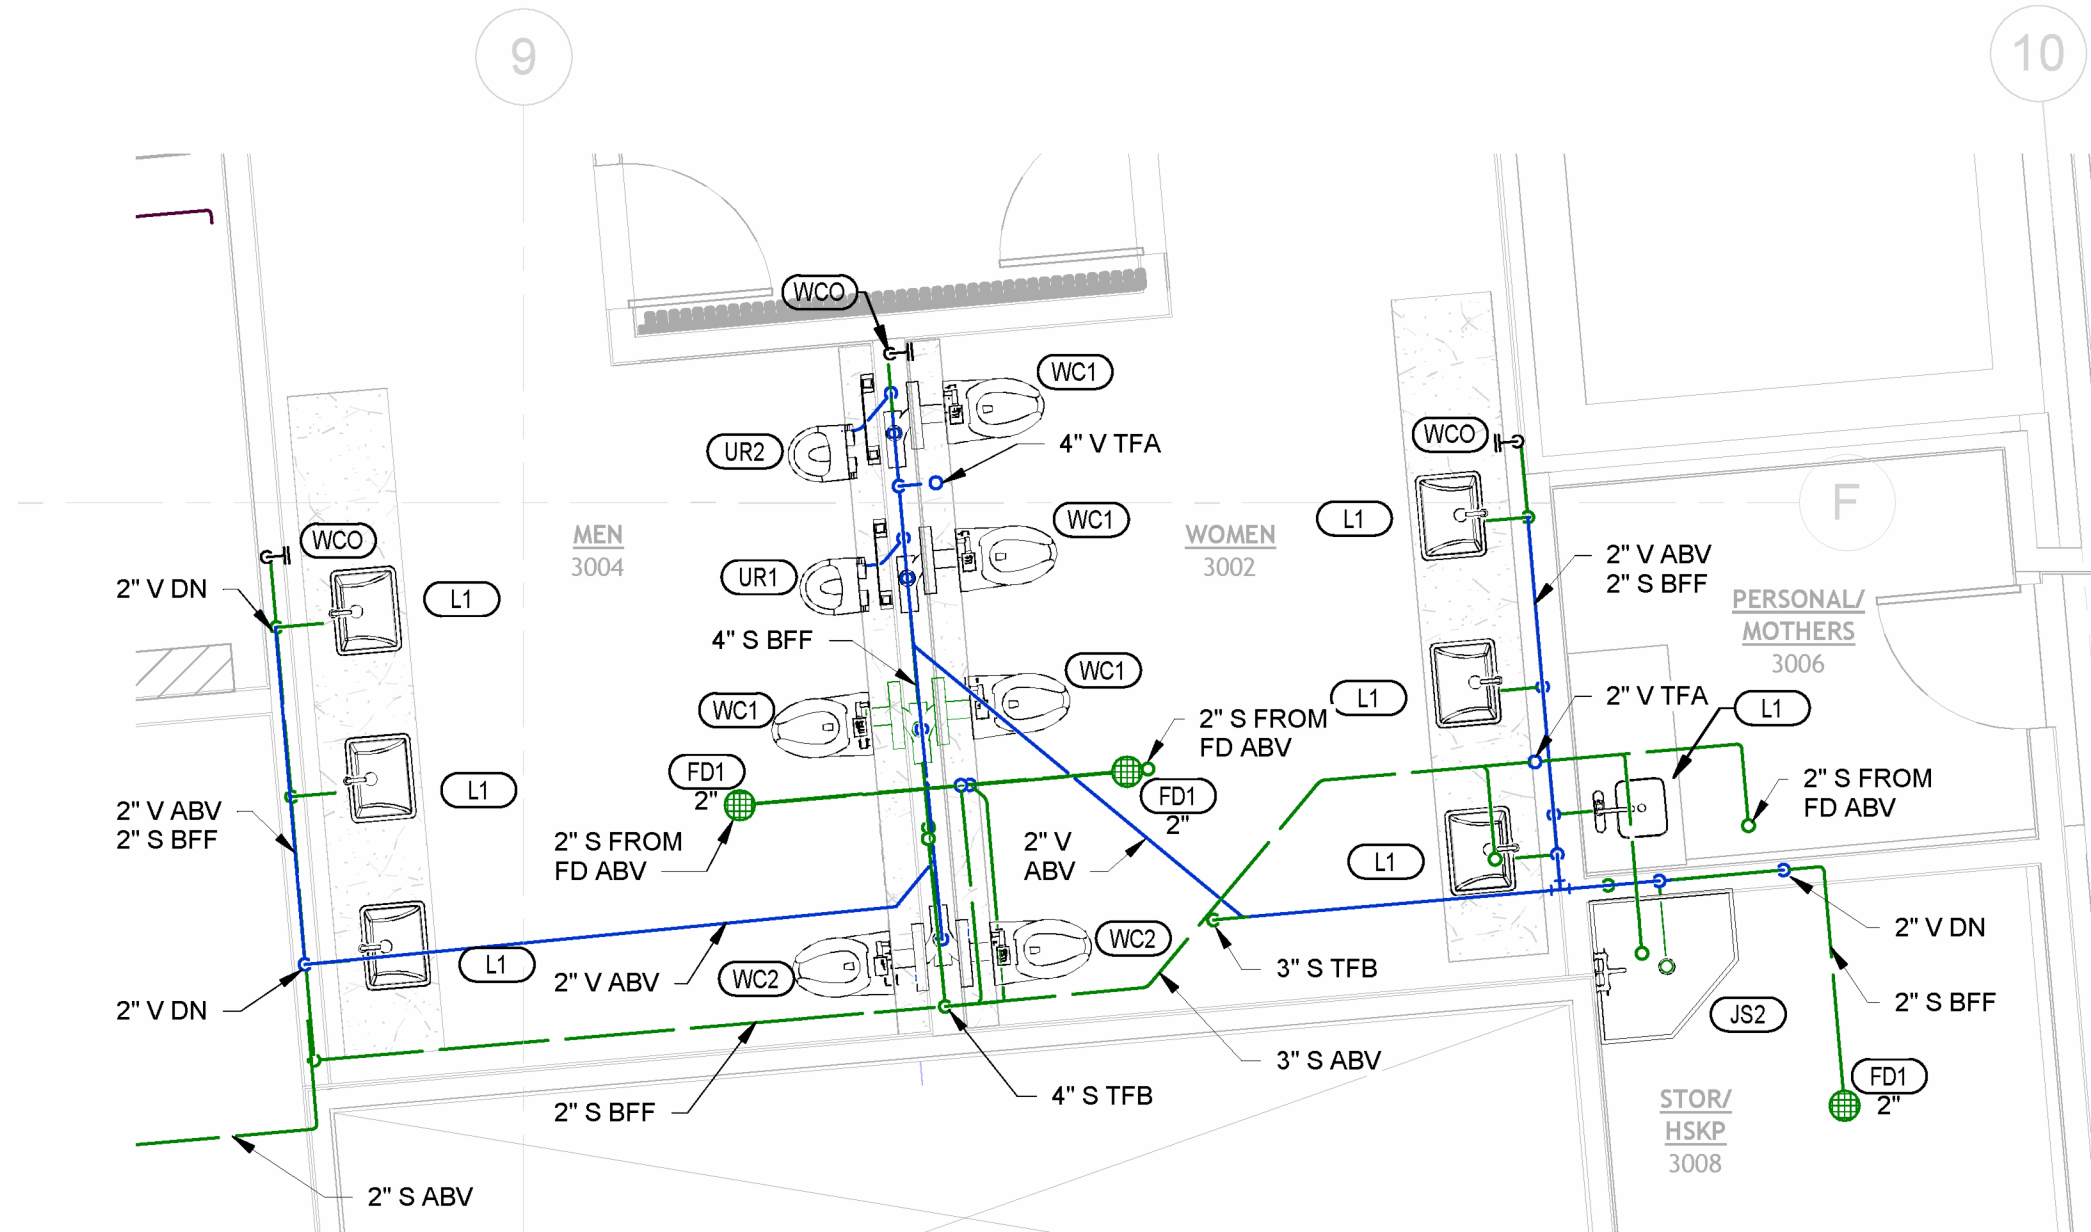 9
10
WCO
WC1
UR2
4" V TFA
WCO
F
WCO
MEN
3004
WC1
WOMEN
3002
L1
2" V ABV
2" S BFF
2" V DN
L1
UR1
PERSONAL/
MOTHERS
3006
4" S BFF
WC1
WC1
L1
2" V TFA
L1
2" S FROM
FD ABV
FD1
2"
L1
FD1
2"
2" S FROM
FD ABV
2" V ABV
2" S BFF
2" S FROM
FD ABV
2" V
ABV
L1
L1
2" V ABV
WC2
WC2
3" S TFB
2" V DN
2" V DN
2" S BFF
JS2
3" S ABV
FD1
2"
2" S BFF
4" S TFB
STOR/
HSKP
3008
2" S ABV